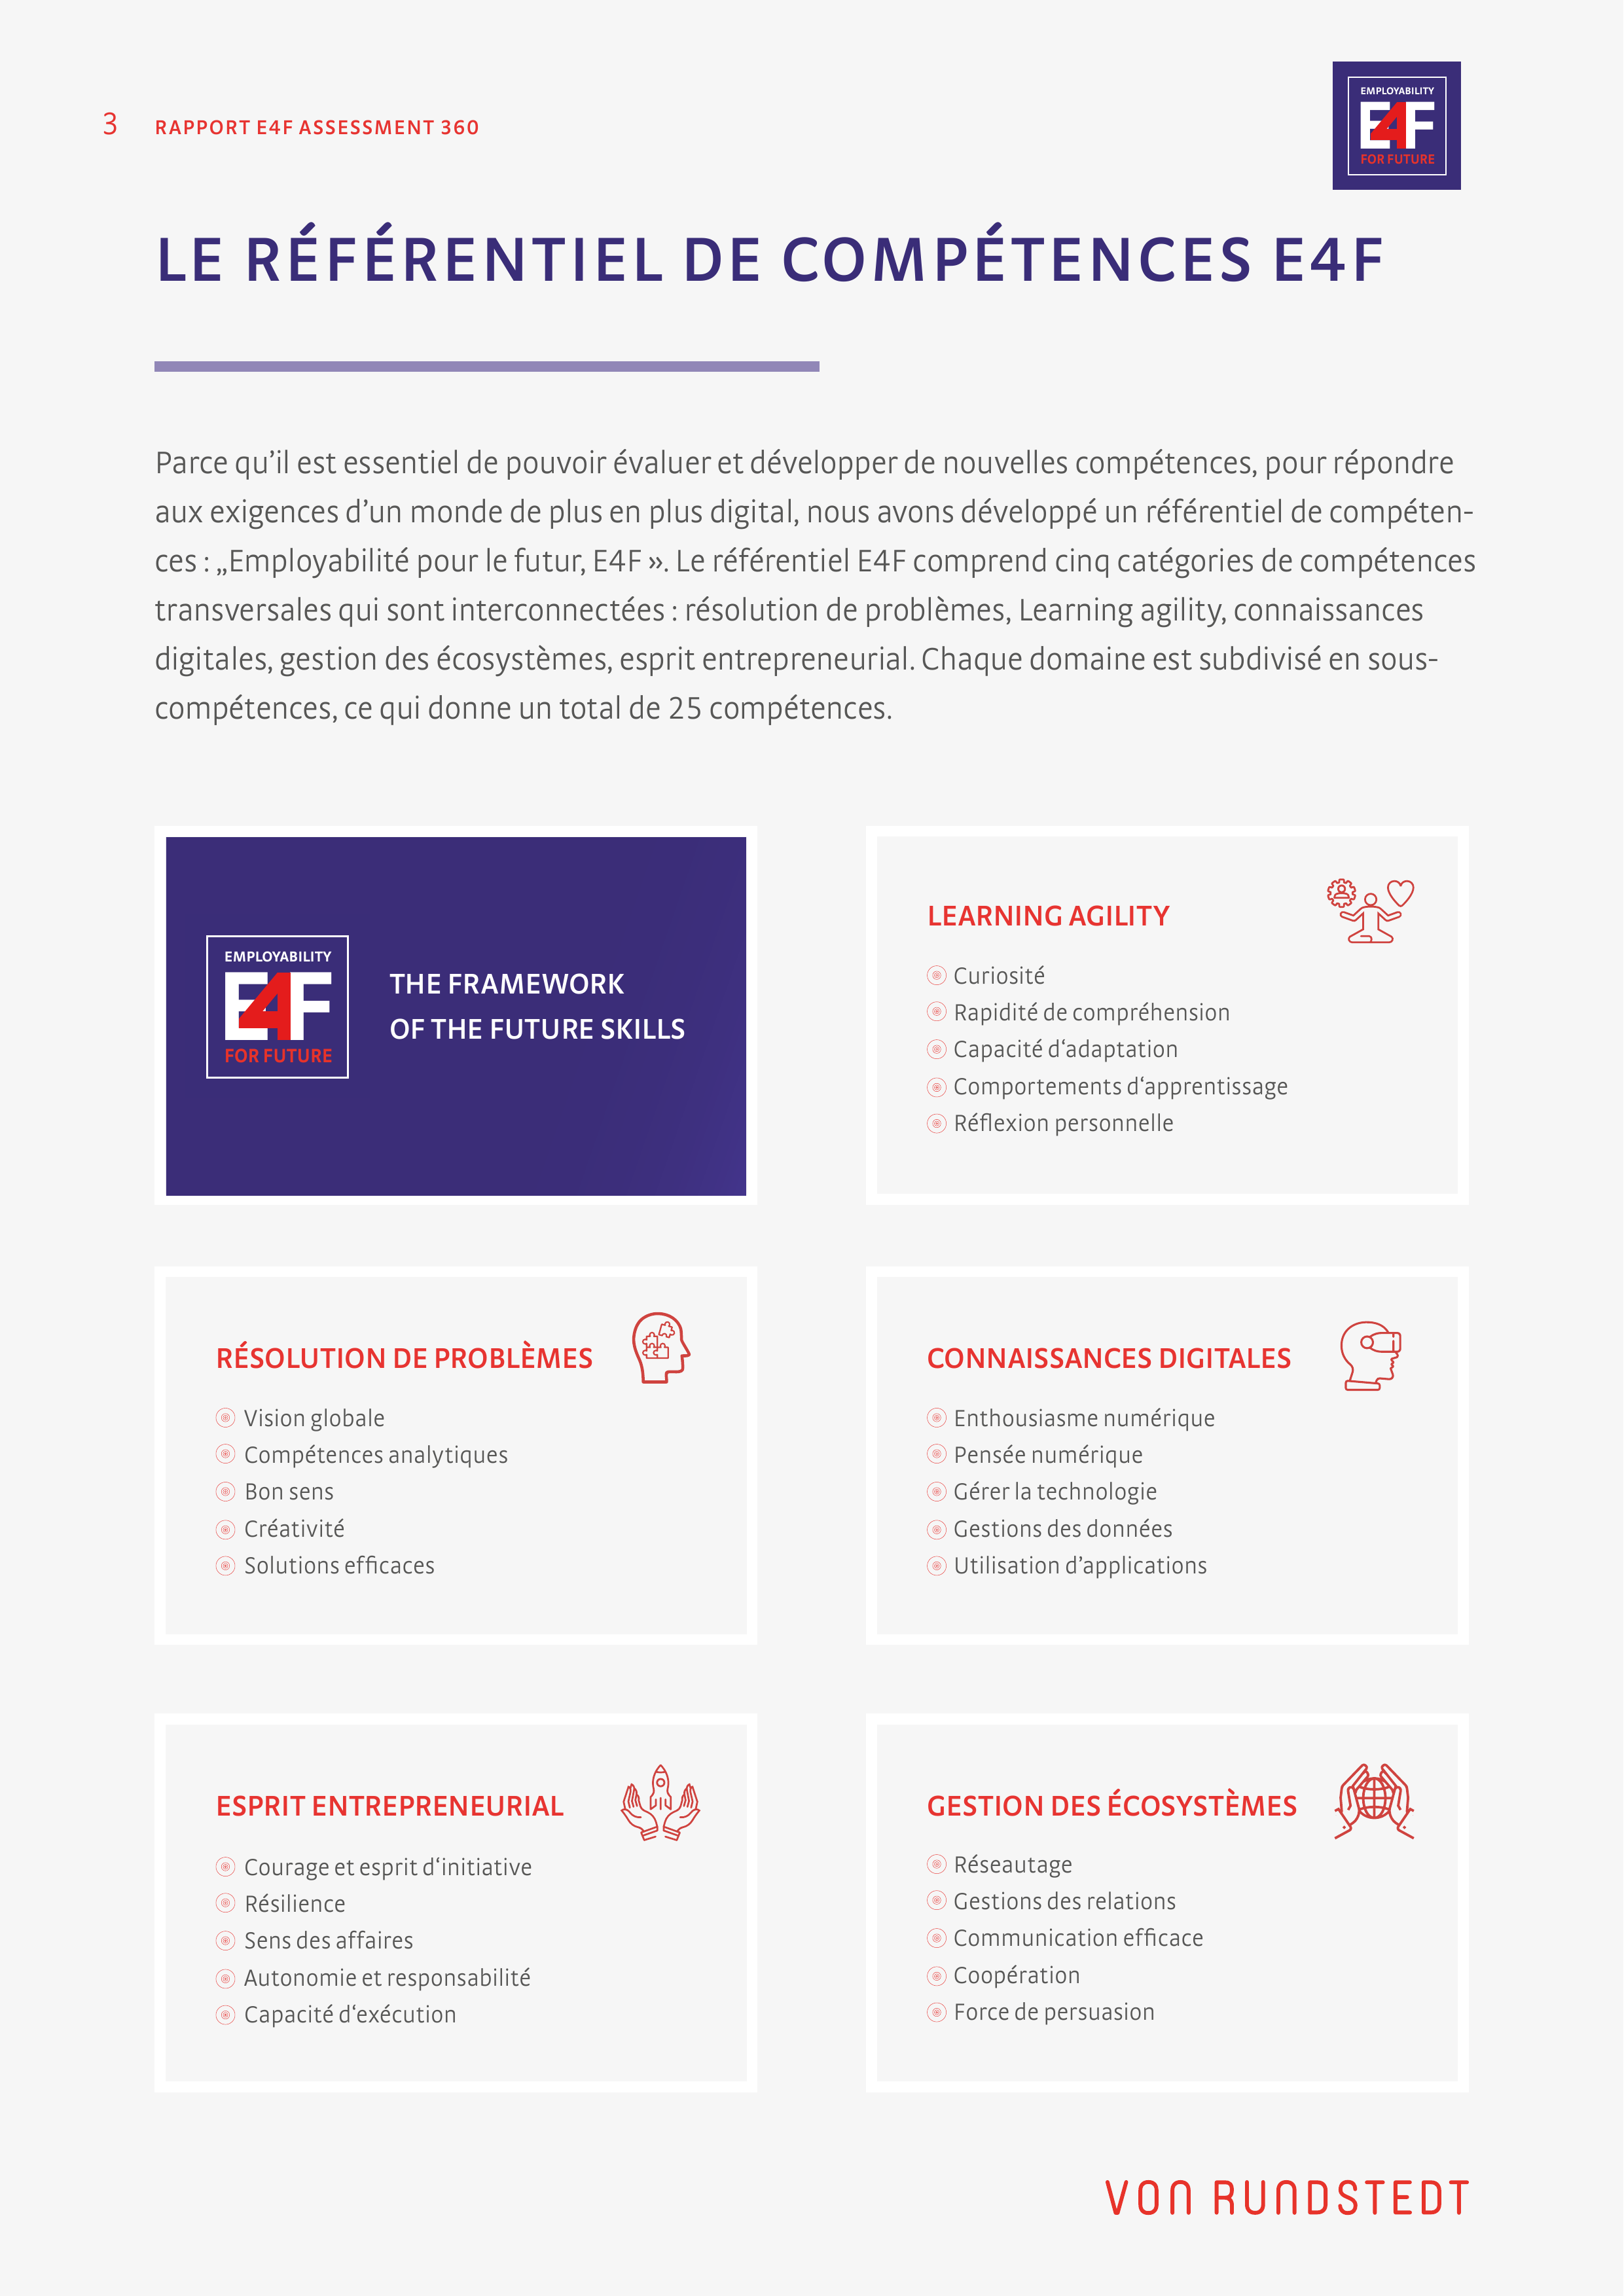 3 RAPPORT E4F ASSESSMENT 360
EMPLOYABILITY
E4F
FOR FUTURE
LE RÉFÉRENTIEL DE COMPÉTENCES E4F
Parce qu’il est essentiel de pouvoir évaluer et développer de nouvelles compétences, pour répondre
aux exigences d’un monde de plus en plus digital, nous avons développé un référentiel de compéten-
ces : „Employabilité pour le futur, E4F ». Le référentiel E4F comprend cinq catégories de compétences
transversales qui sont interconnectées : résolution de problèmes, Learning agility, connaissances
digitales, gestion des écosystèmes, esprit entrepreneurial. Chaque domaine est subdivisé en sous-
compétences, ce qui donne un total de 25 compétences.
EMPLOYABILITY
E4F
FOR FUTURE
THE FRAMEWORK
OF THE FUTURE SKILLS
LEARNING AGILITY
Curiosité
Rapidité de compréhension
Capacité d‘adaptation
Comportements d‘apprentissage
Réflexion personnelle
RÉSOLUTION DE PROBLÈMES
Vision globale
Compétences analytiques
Bon sens
Créativité
Solutions efficaces
CONNAISSANCES DIGITALES
Enthousiasme numérique
Pensée numérique
Gérer la technologie
Gestions des données
Utilisation d’applications
ESPRIT ENTREPRENEURIAL
Courage et esprit d‘initiative
Résilience
Sens des affaires
Autonomie et responsabilité
Capacité d‘exécution
GESTION DES ÉCOSYSTÈMES
Réseautage
Gestions des relations
Communication efficace
Coopération
Force de persuasion
VON RUNDSTEDT